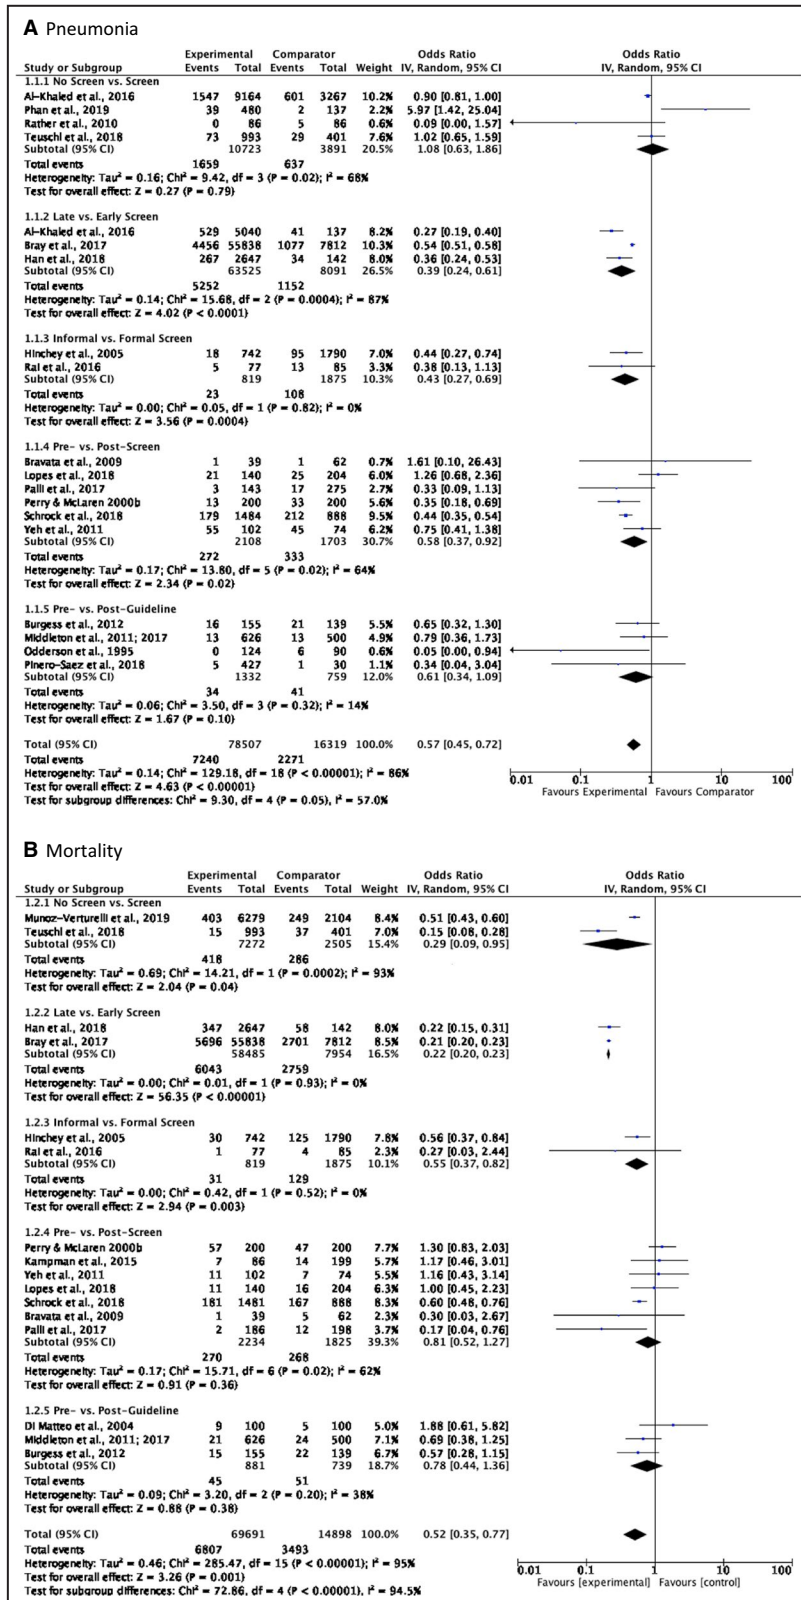 A Pneumonia
Experimental Comparator Odds Ratio Odds Ratio
Study or Subgroup Events Total Events Total Weight IV, Random, 95% CI IV, Random, 95% CI
1.1.1 No Screen vs. Screen
Al-Khaled et al., 2016 1547 9164 601 3267 10.2% 0.90 [0.81, 1.00]
Phan et al., 2019 39 480 2 137 2.2% 5.97 [1.42, 25.04]
Rather et al., 2010 0 86 5 86 0.6% 0.09 [0.00, 1.57]
Teuschl et al., 2018 73 993 29 401 7.6% 1.02 [0.65, 1.59]
Subtotal (95% CI) 10723 3891 20.5% 1.08 [0.63, 1.86]
Total events 1659 637
Heterogeneity: Tau² = 0.16; Chi² = 9.42, df = 3 (P = 0.02); I² = 68%
Test for overall effect: Z = 0.27 (P = 0.79)
1.1.2 Late vs. Early Screen
Al-Khaled et al., 2016 529 5040 41 137 8.2% 0.27 [0.19, 0.40]
Bray et al., 2017 4456 55838 1077 7812 10.3% 0.54 [0.51, 0.58]
Han et al., 2018 267 2647 34 142 8.0% 0.36 [0.24, 0.53]
Subtotal (95% CI) 63525 8091 26.5% 0.39 [0.24, 0.61]
Total events 5252 1152
Heterogeneity: Tau² = 0.14; Chi² = 15.68, df = 2 (P = 0.0004); I² = 87%
Test for overall effect: Z = 4.02 (P < 0.0001)
1.1.3 Informal vs. Formal Screen
Hinchey et al., 2005 18 742 95 1790 7.0% 0.44 [0.27, 0.74]
Rai et al., 2016 5 77 13 85 3.3% 0.38 [0.13, 1.13]
Subtotal (95% CI) 819 1875 10.3% 0.43 [0.27, 0.69]
Total events 23 108
Heterogeneity: Tau² = 0.00; Chi² = 0.05, df = 1 (P = 0.82); I² = 0%
Test for overall effect: Z = 3.56 (P = 0.0004)
1.1.4 Pre- vs. Post-Screen
Bravata et al., 2009 1 39 1 62 0.7% 1.61 [0.10, 26.43]
Lopes et al., 2018 21 140 25 204 6.0% 1.26 [0.68, 2.36]
Palli et al., 2017 3 143 17 275 2.7% 0.33 [0.09, 1.13]
Perry & McLaren 2000b 13 200 33 200 5.6% 0.35 [0.18, 0.69]
Schrock et al., 2018 179 1484 212 888 9.5% 0.44 [0.35, 0.54]
Yeh et al., 2011 55 102 45 74 6.2% 0.75 [0.41, 1.38]
Subtotal (95% CI) 2108 1703 30.7% 0.58 [0.37, 0.92]
Total events 272 333
Heterogeneity: Tau² = 0.17; Chi² = 13.80, df = 5 (P = 0.02); I² = 64%
Test for overall effect: Z = 2.34 (P = 0.02)
1.1.5 Pre- vs. Post-Guideline
Burgess et al., 2012 16 155 21 139 5.5% 0.65 [0.32, 1.30]
Middleton et al., 2011; 2017 13 626 13 500 4.9% 0.79 [0.36, 1.73]
Odderson et al., 1995 0 124 6 90 0.6% 0.05 [0.00, 0.94]
Pinero-Saez et al., 2018 5 427 1 30 1.1% 0.34 [0.04, 3.04]
Subtotal (95% CI) 1332 759 12.0% 0.61 [0.34, 1.09]
Total events 34 41
Heterogeneity: Tau² = 0.06; Chi² = 3.50, df = 3 (P = 0.32); I² = 14%
Test for overall effect: Z = 1.67 (P = 0.10)
Total (95% CI) 78507 16319 100.0% 0.57 [0.45, 0.72]
Total events 7240 2271
Heterogeneity: Tau² = 0.14; Chi² = 129.18, df = 18 (P < 0.00001); I² = 86%
Test for overall effect: Z = 4.63 (P < 0.00001)
Test for subgroup differences: Chi² = 9.30, df = 4 (P = 0.05), I² = 57.0%
0.01 0.1 1 10 100
Favours Experimental Favours Comparator
B Mortality
Experimental Comparator Odds Ratio Odds Ratio
Study or Subgroup Events Total Events Total Weight IV, Random, 95% CI IV, Random, 95% CI
1.2.1 No Screen vs. Screen
Munoz-Verturelli et al., 2019 403 6279 249 2104 8.4% 0.51 [0.43, 0.60]
Teuschl et al., 2018 15 993 37 401 7.0% 0.15 [0.08, 0.28]
Subtotal (95% CI) 7272 2505 15.4% 0.29 [0.09, 0.95]
Total events 418 286
Heterogeneity: Tau² = 0.69; Chi² = 14.21, df = 1 (P = 0.0002); I² = 93%
Test for overall effect: Z = 2.04 (P = 0.04)
1.2.2 Late vs. Early Screen
Han et al., 2018 347 2647 58 142 8.0% 0.22 [0.15, 0.31]
Bray et al., 2017 5696 55838 2701 7812 8.5% 0.21 [0.20, 0.23]
Subtotal (95% CI) 58485 7954 16.5% 0.22 [0.20, 0.23]
Total events 6043 2759
Heterogeneity: Tau² = 0.00; Chi² = 0.01, df = 1 (P = 0.93); I² = 0%
Test for overall effect: Z = 56.35 (P < 0.00001)
1.2.3 Informal vs. Formal Screen
Hinchey et al., 2005 30 742 125 1790 7.8% 0.56 [0.37, 0.84]
Rai et al., 2016 1 77 4 85 2.3% 0.27 [0.03, 2.44]
Subtotal (95% CI) 819 1875 10.1% 0.55 [0.37, 0.82]
Total events 31 129
Heterogeneity: Tau² = 0.00; Chi² = 0.42, df = 1 (P = 0.52); I² = 0%
Test for overall effect: Z = 2.94 (P = 0.003)
1.2.4 Pre- vs. Post-Screen
Perry & McLaren 2000b 57 200 47 200 7.7% 1.30 [0.83, 2.03]
Kampman et al., 2015 7 86 14 199 5.7% 1.17 [0.46, 3.01]
Yeh et al., 2011 11 102 7 74 5.5% 1.16 [0.43, 3.14]
Lopes et al., 2018 11 140 16 204 6.3% 1.00 [0.45, 2.23]
Schrock et al., 2018 181 1481 167 888 8.3% 0.60 [0.48, 0.76]
Bravata et al., 2009 1 39 5 62 2.3% 0.30 [0.03, 2.67]
Palli et al., 2017 2 186 12 198 3.7% 0.17 [0.04, 0.76]
Subtotal (95% CI) 2234 1825 39.3% 0.81 [0.52, 1.27]
Total events 270 268
Heterogeneity: Tau² = 0.17; Chi² = 15.71, df = 6 (P = 0.02); I² = 62%
Test for overall effect: Z = 0.91 (P = 0.36)
1.2.5 Pre- vs. Post-Guideline
Di Matteo et al., 2004 9 100 5 100 5.0% 1.88 [0.61, 5.82]
Middleton et al., 2011; 2017 21 626 24 500 7.1% 0.69 [0.38, 1.25]
Burgess et al., 2012 15 155 22 139 6.7% 0.57 [0.28, 1.15]
Subtotal (95% CI) 881 739 18.7% 0.78 [0.44, 1.36]
Total events 45 51
Heterogeneity: Tau² = 0.09; Chi² = 3.20, df = 2 (P = 0.20); I² = 38%
Test for overall effect: Z = 0.88 (P = 0.38)
Total (95% CI) 69691 14898 100.0% 0.52 [0.35, 0.77]
Total events 6807 3493
Heterogeneity: Tau² = 0.46; Chi² = 285.47, df = 15 (P < 0.00001); I² = 95%
Test for overall effect: Z = 3.26 (P = 0.001)
Test for subgroup differences: Chi² = 72.86, df = 4 (P < 0.00001), I² = 94.5%
0.01 0.1 1 10 100
Favours [experimental] Favours [control]